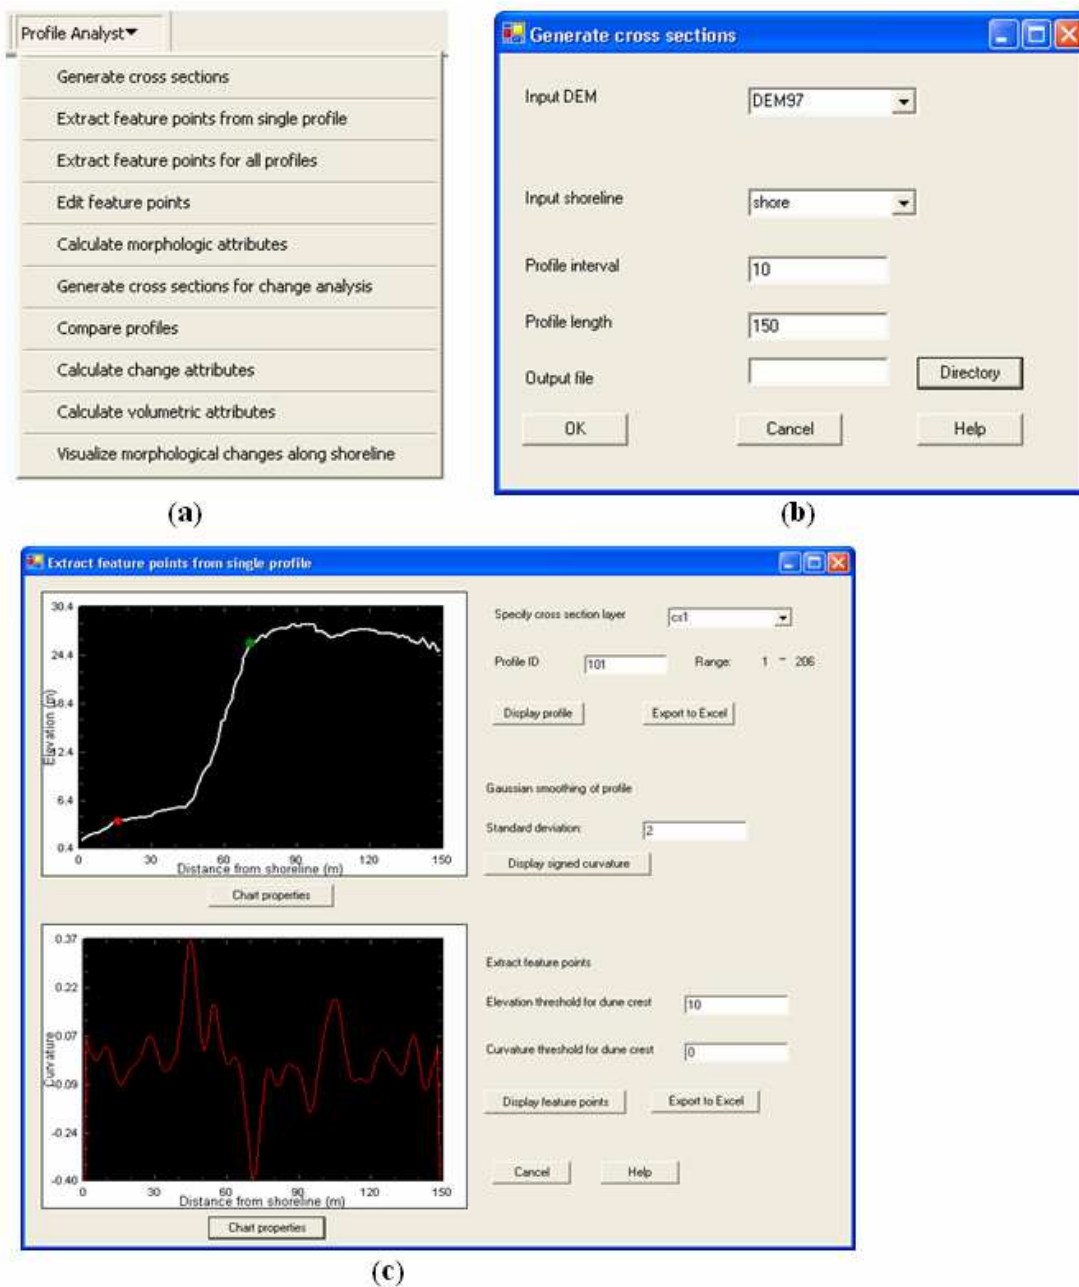 Profile Analyst▼
Generate cross sections
Extract feature points from single profile
Extract feature points for all profiles
Edit feature points
Calculate morphologic attributes
Generate cross sections for change analysis
Compare profiles
Calculate change attributes
Calculate volumetric attributes
Visualize morphological changes along shoreline
(a)
Generate cross sections
Input DEM
DEM97
Input shoreline
shore
Profile interval
10
Profile length
150
Output file
Directory
OK
Cancel
Help
(b)
Extract feature points from single profile
30.4
24.4
18.4
12.4
6.4
0.4
Elevation (m)
0 30 60 90 120 150
Distance from shoreline (m)
Chart properties
Specify cross section layer
cs1
Profile ID
101
Range: 1 - 206
Display profile
Export to Excel
Gaussian smoothing of profile
Standard deviation:
2
Display signed curvature
0.37
0.22
0.07
-0.09
-0.24
-0.40
Curvature
0 30 60 90 120 150
Distance from shoreline (m)
Chart properties
Extract feature points
Elevation threshold for dune crest
10
Curvature threshold for dune crest
0
Display feature points
Export to Excel
Cancel
Help
(c)